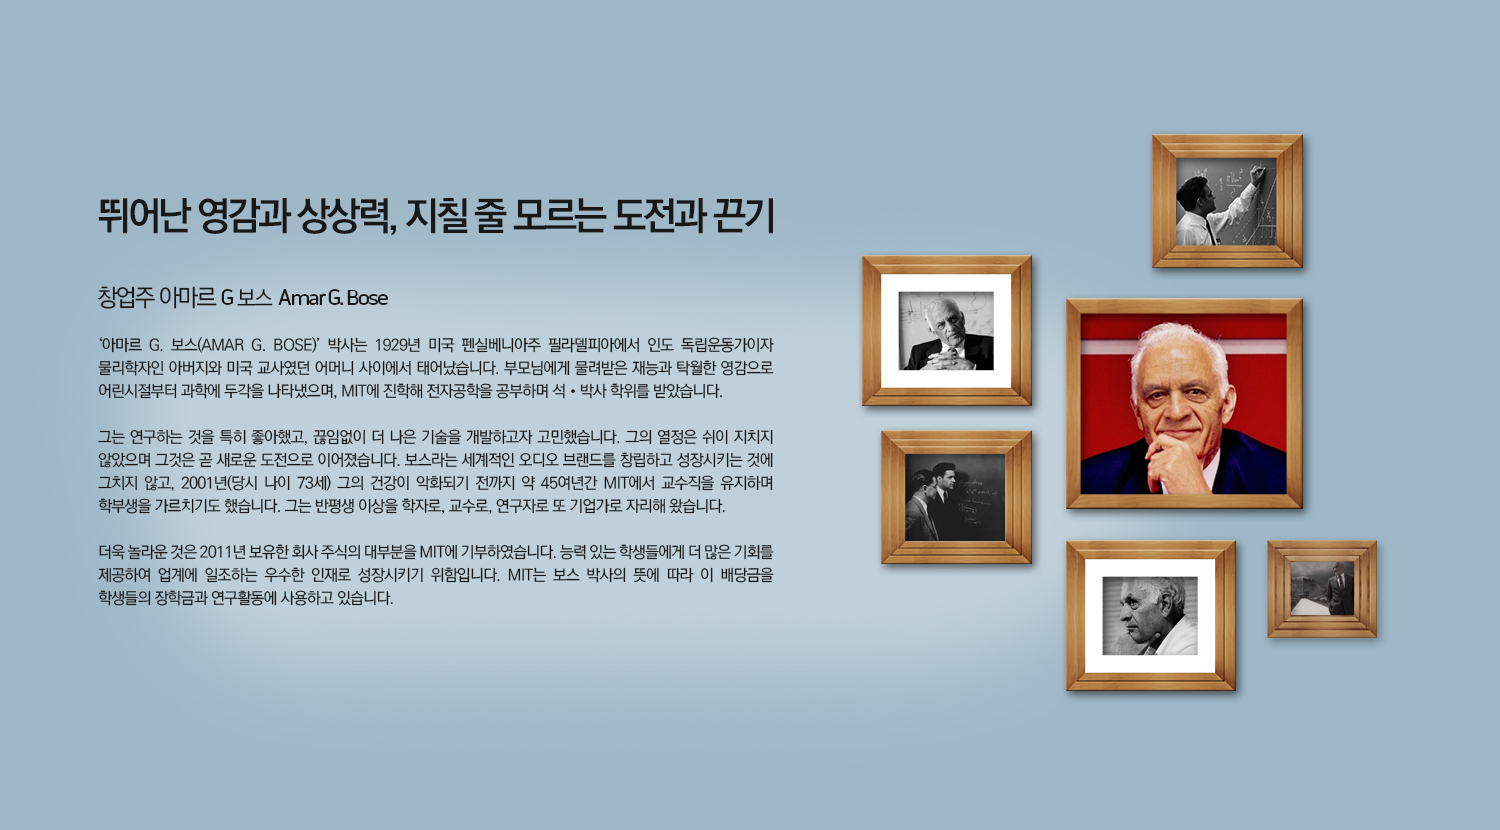 뛰어난 영감과 상상력, 지칠 줄 모르는 도전과 끈기
창업주 아마르 G 보스 Amar G. Bose
‘아마르 G. 보스(AMAR G. BOSE)’ 박사는 1929년 미국 펜실베니아주 필라델피아에서 인도 독립운동가이자
물리학자인 아버지와 미국 교사였던 어머니 사이에서 태어났습니다. 부모님에게 물려받은 재능과 탁월한 영감으로
어린시절부터 과학에 두각을 나타냈으며, MIT에 진학해 전자공학을 공부하며 석 • 박사 학위를 받았습니다.
그는 연구하는 것을 특히 좋아했고, 끊임없이 더 나은 기술을 개발하고자 고민했습니다. 그의 열정은 쉬이 지치지
않았으며 그것은 곧 새로운 도전으로 이어졌습니다. 보스라는 세계적인 오디오 브랜드를 창립하고 성장시키는 것에
그치지 않고, 2001년(당시 나이 73세) 그의 건강이 악화되기 전까지 약 45여년간 MIT에서 교수직을 유지하며
학부생을 가르치기도 했습니다. 그는 반평생 이상을 학자로, 교수로, 연구자로 또 기업가로 자리해 왔습니다.
더욱 놀라운 것은 2011년 보유한 회사 주식의 대부분을 MIT에 기부하였습니다. 능력 있는 학생들에게 더 많은 기회를
제공하여 업계에 일조하는 우수한 인재로 성장시키기 위함입니다. MIT는 보스 박사의 뜻에 따라 이 배당금을
학생들의 장학금과 연구활동에 사용하고 있습니다.